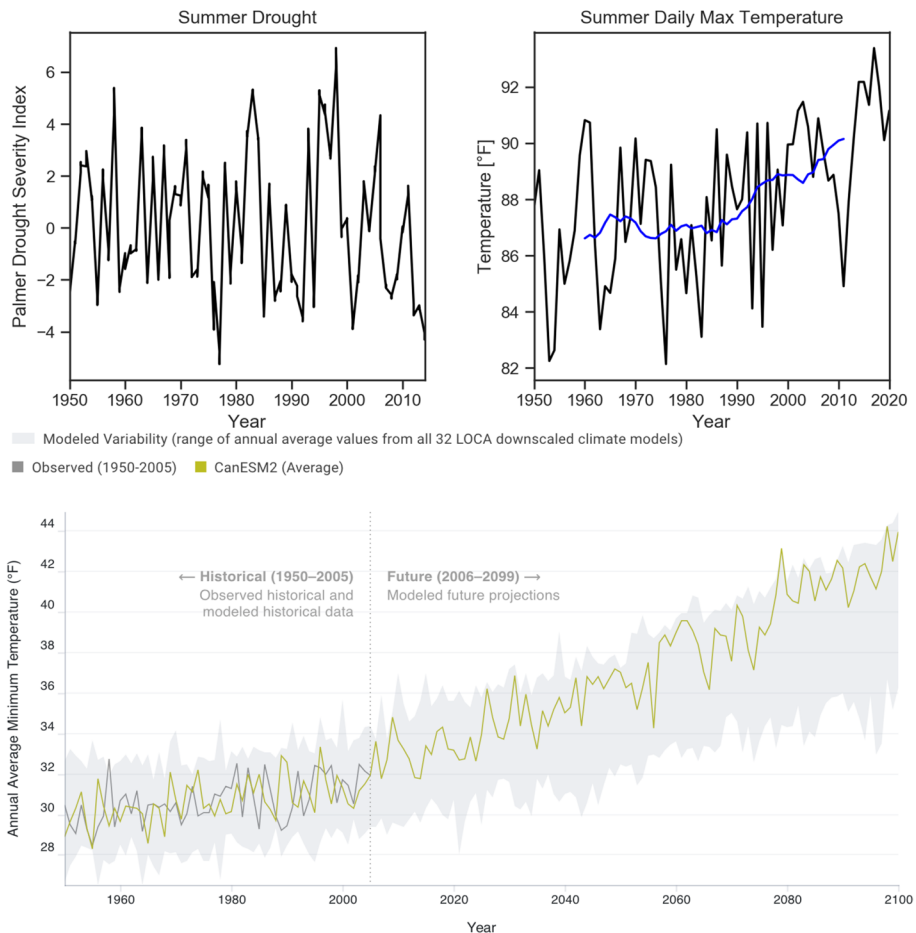 Summer Drought
Palmer Drought Severity Index
6
4
2
0
−2
−4
1950 1960 1970 1980 1990 2000 2010
Year
Summer Daily Max Temperature
Temperature [°F]
92
90
88
86
84
82
1950 1960 1970 1980 1990 2000 2010 2020
Year
Modeled Variability (range of annual average values from all 32 LOCA downscaled climate models)
Observed (1950-2005) CanESM2 (Average)
Annual Average Minimum Temperature (°F)
44
42
40
38
36
34
32
30
28
← Historical (1950–2005)
Observed historical and
modeled historical data
Future (2006–2099) →
Modeled future projections
1960 1980 2000 2020 2040 2060 2080 2100
Year